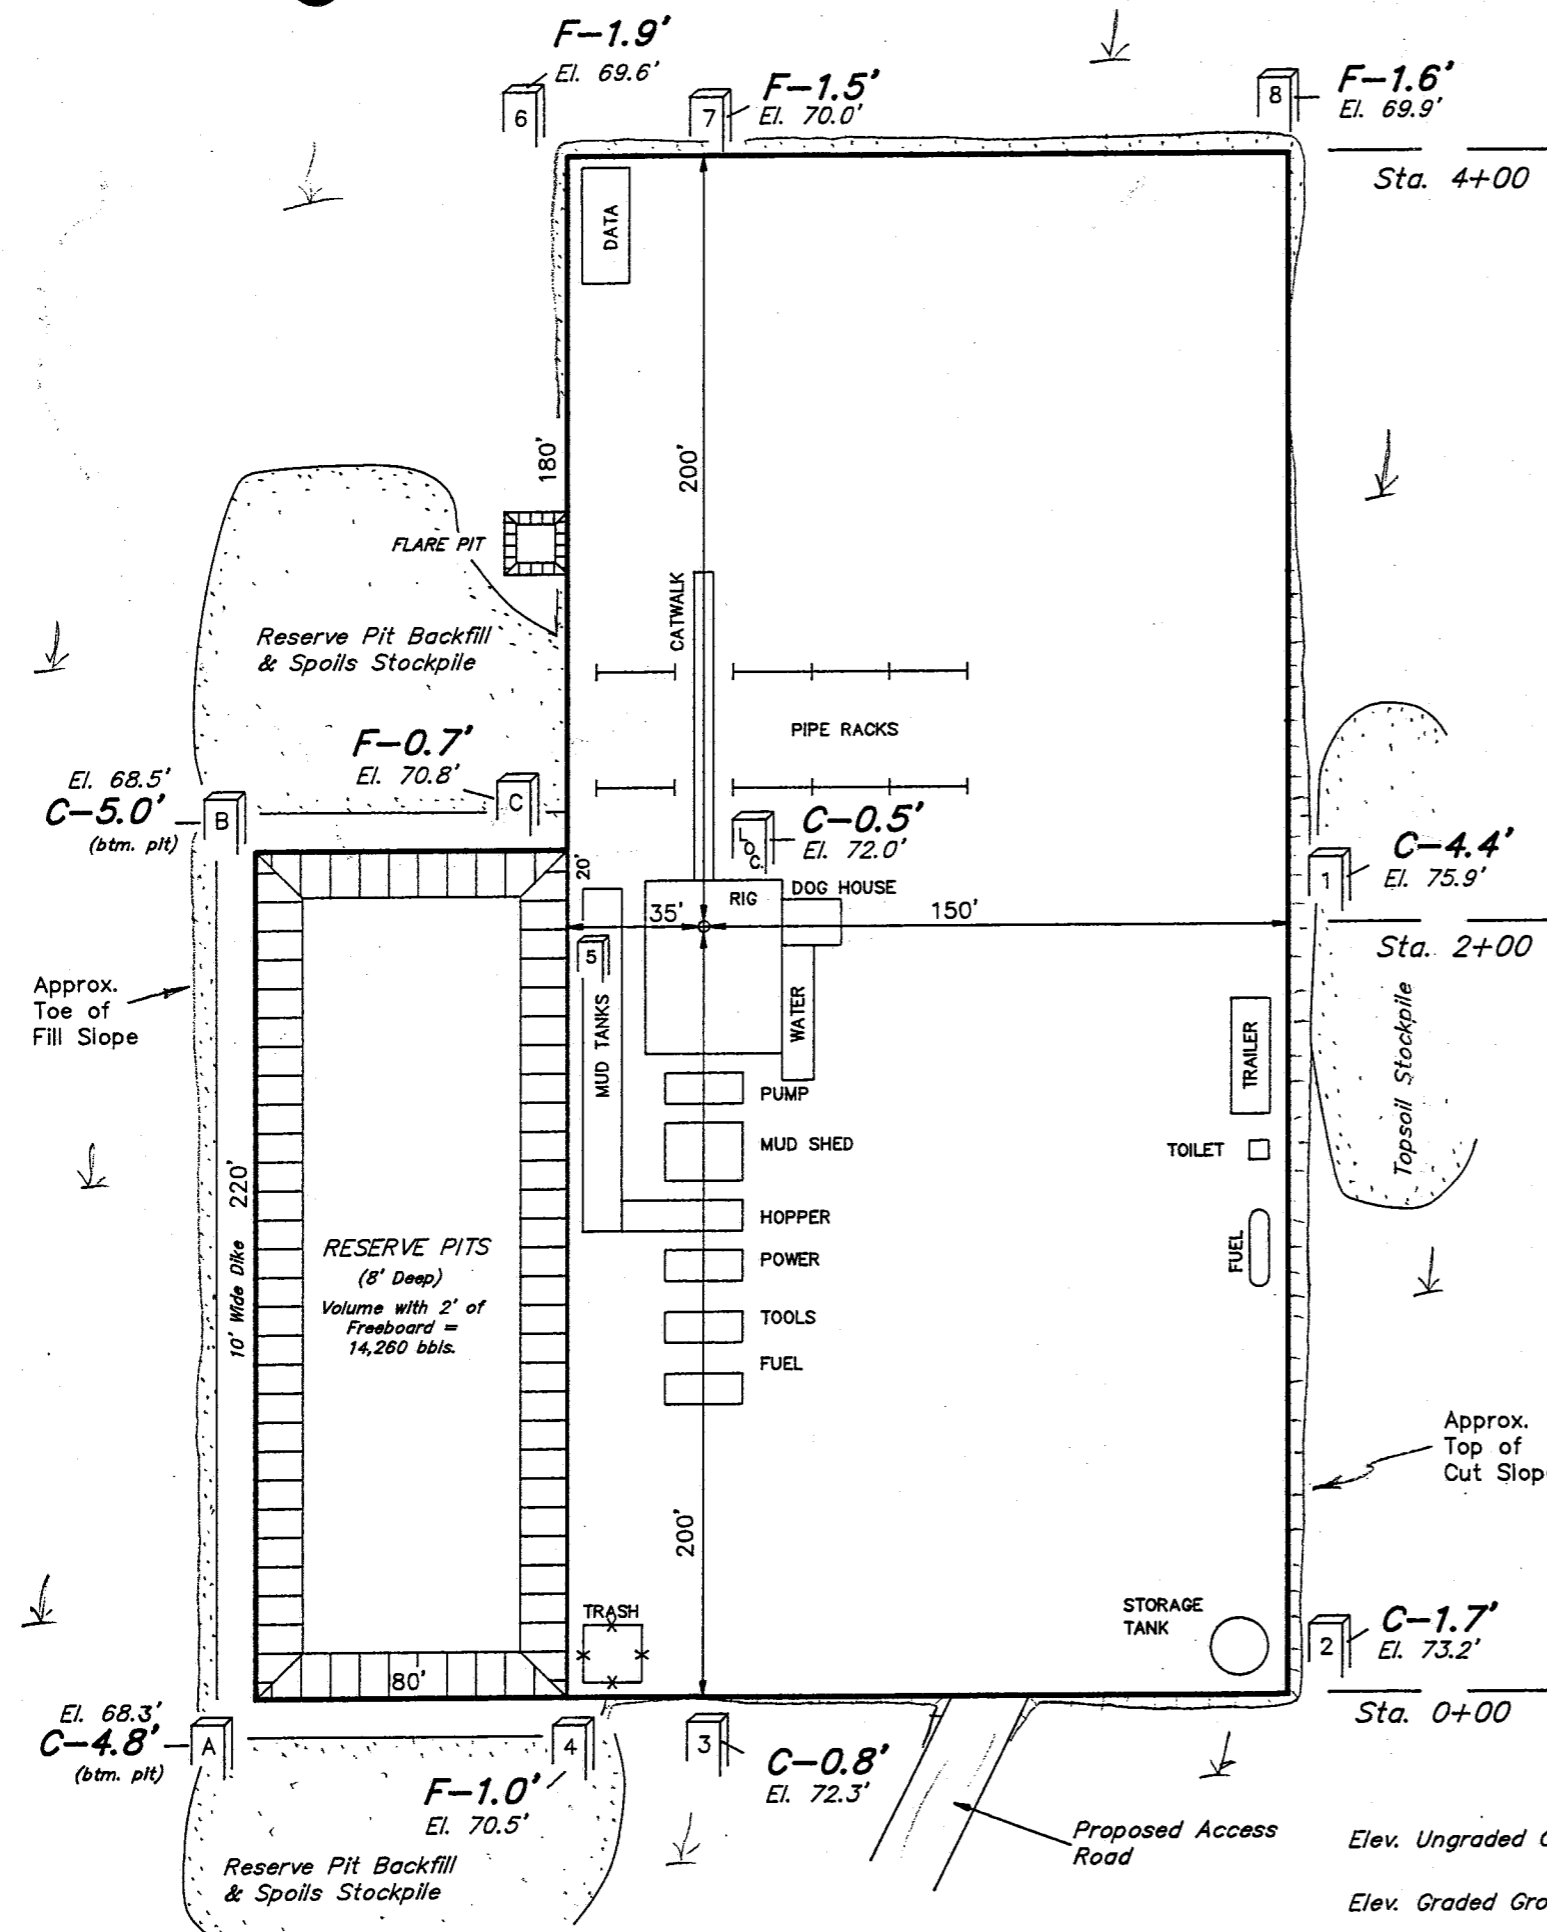 F-1.9'
El. 69.6'
6
F-1.5'
El. 70.0'
7
F-1.6'
El. 69.9'
8
Sta. 4+00
DATA
180'
200'
FLARE PIT
CATWALK
Reserve Pit Backfill
& Spoils Stockpile
PIPE RACKS
F-0.7'
El. 70.8'
C
El. 68.5'
C-5.0'
(btm. pit)
B
LOC.
C-0.5'
El. 72.0'
C-4.4'
El. 75.9'
1
20'
RIG
DOG HOUSE
35'
150'
Sta. 2+00
5
Approx.
Toe of
Fill Slope
MUD TANKS
WATER
TRAILER
Topsoil Stockpile
PUMP
MUD SHED
TOILET
HOPPER
POWER
FUEL
TOOLS
FUEL
220'
10' Wide Dike
RESERVE PITS
(8' Deep)
Volume with 2' of
Freeboard =
14,260 bbls.
Approx.
Top of
Cut Slope
200'
TRASH
STORAGE
TANK
2
C-1.7'
El. 73.2'
80'
Sta. 0+00
El. 68.3'
C-4.8'
(btm. pit)
A
4
3
F-1.0'
El. 70.5'
C-0.8'
El. 72.3'
Proposed Access
Road
Reserve Pit Backfill
& Spoils Stockpile
Elev. Ungraded
Elev. Graded Gro